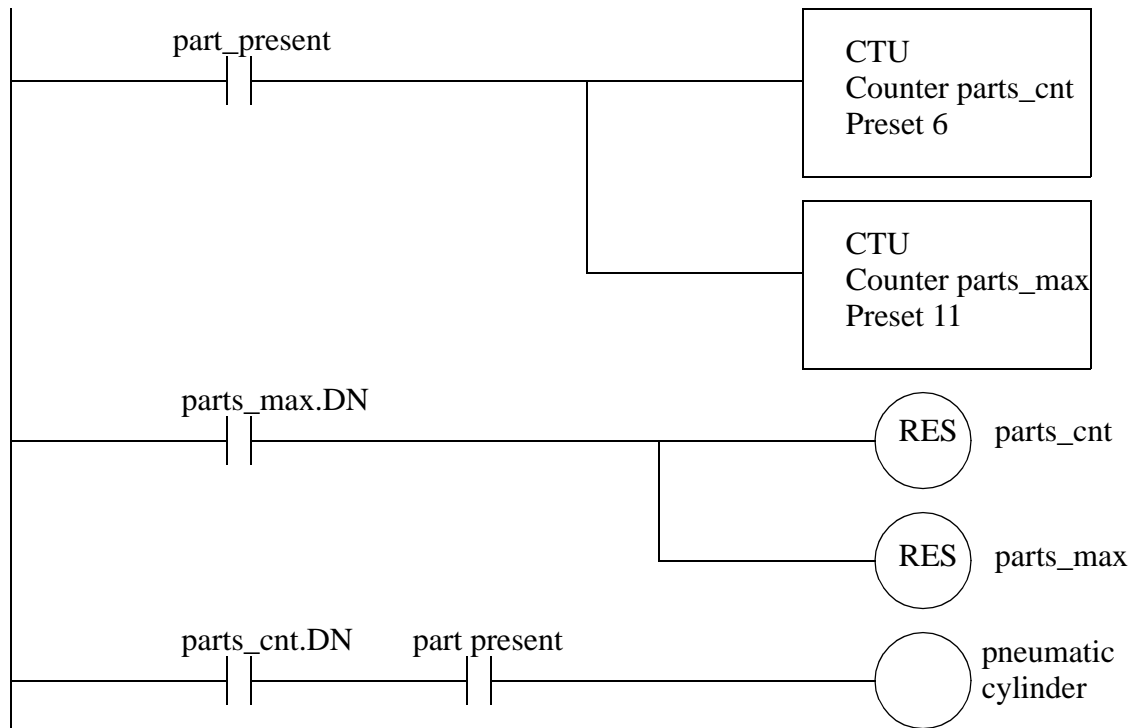 part_present
CTU
Counter parts_cnt
Preset 6
CTU
Counter parts_max
Preset 11
parts_max.DN
RES
parts_cnt
RES
parts_max
parts_cnt.DN
part present
pneumatic
cylinder